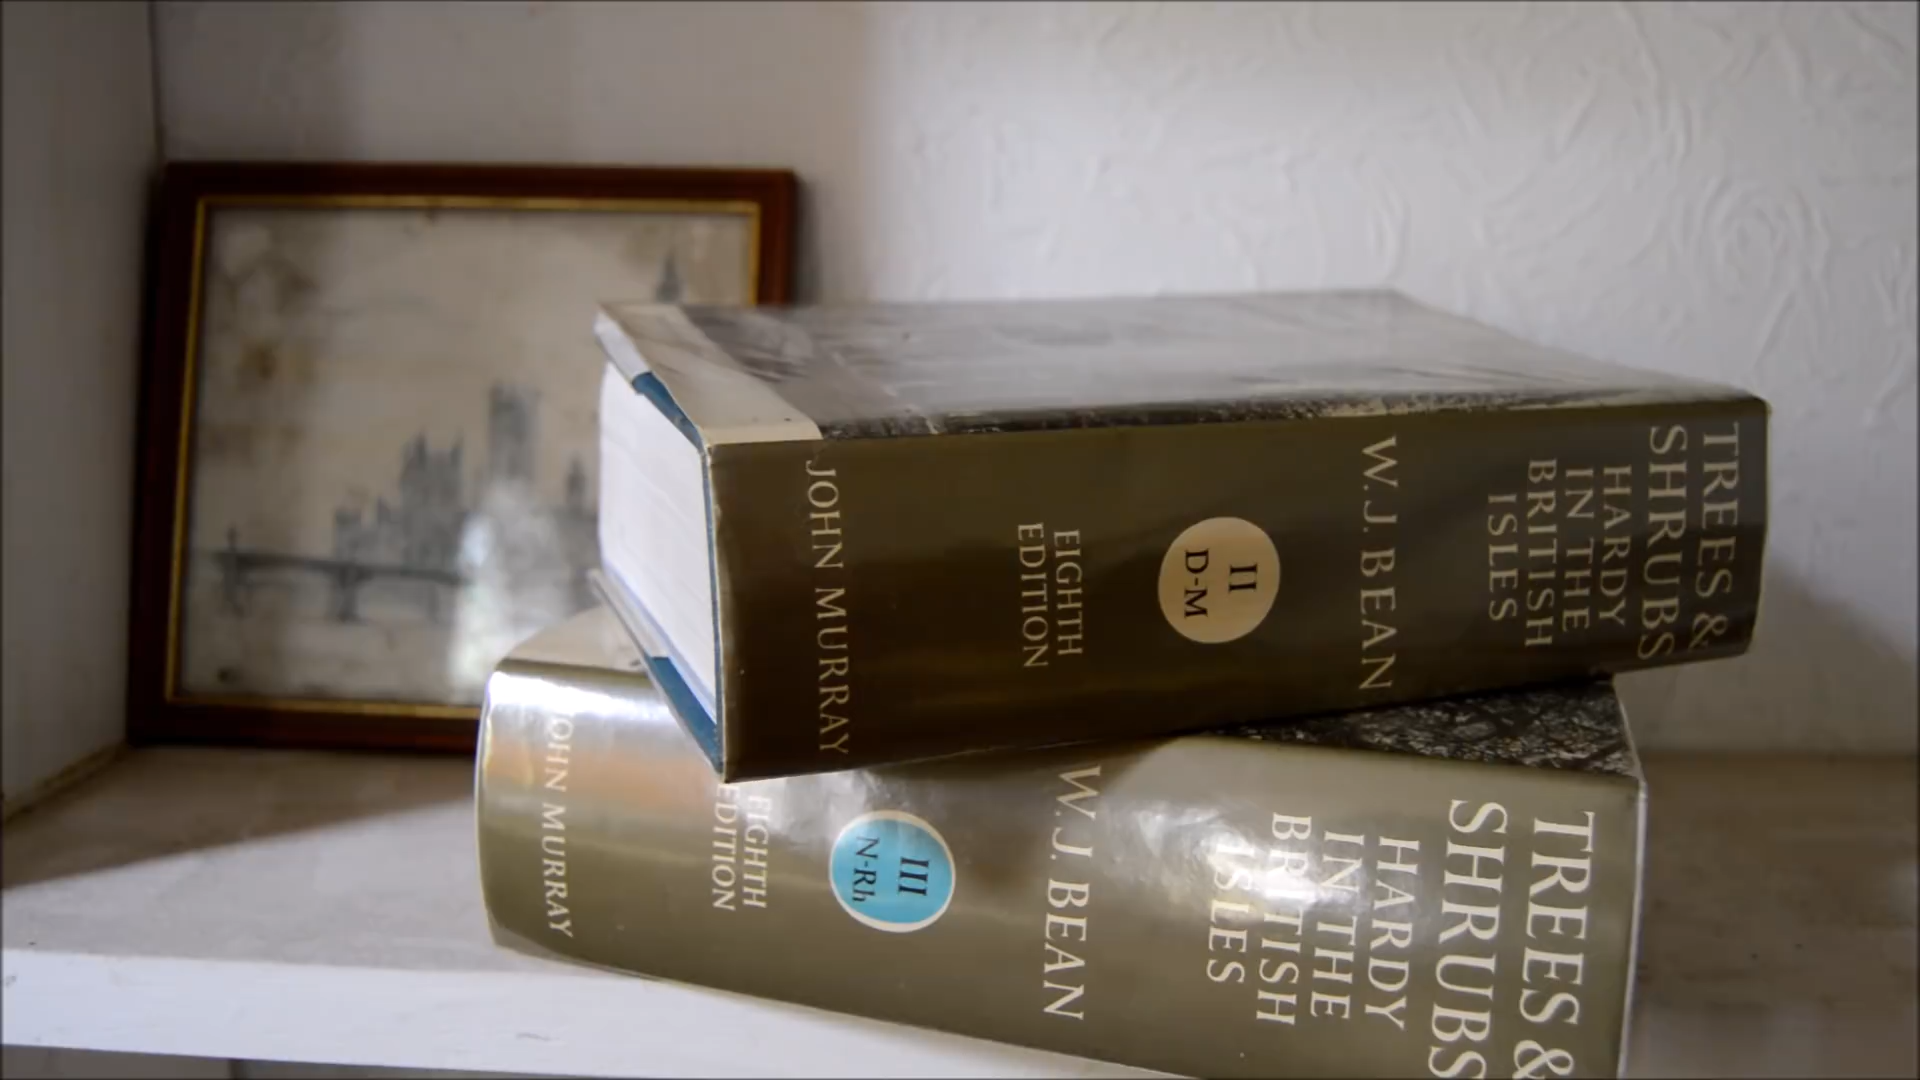 TREES &
SHRUBS
HARDY
IN THE
BRITISH
ISLES
W.J. BEAN
II
D-M
EIGHTH
EDITION
JOHN MURRAY
TREES &
SHRUBS
HARDY
IN THE
BRITISH
ISLES
W.J. BEAN
III
N-Rh
EIGHTH
EDITION
JOHN MURRAY